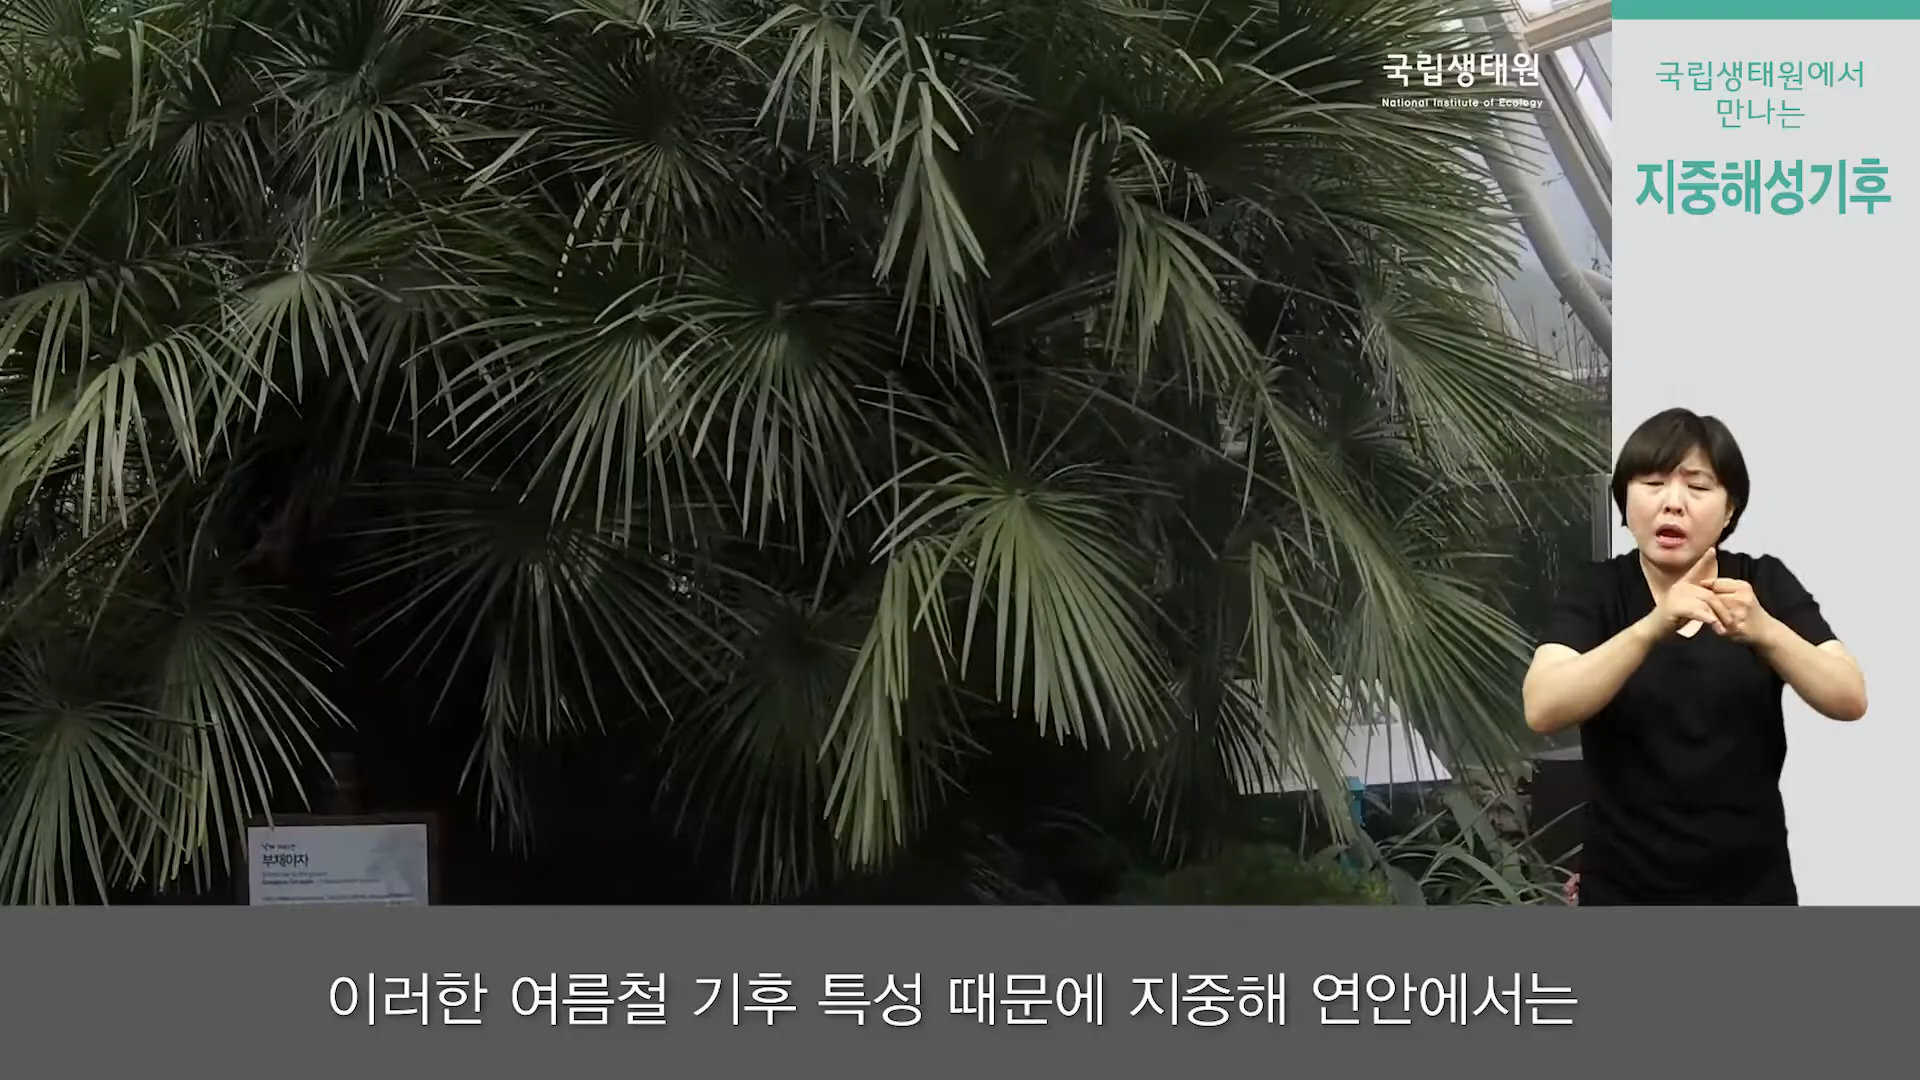 국립생태원
National Institute of Ecology
국립생태원에서
만나는
지중해성기후
부채야자
이러한 여름철 기후 특성 때문에 지중해 연안에서는